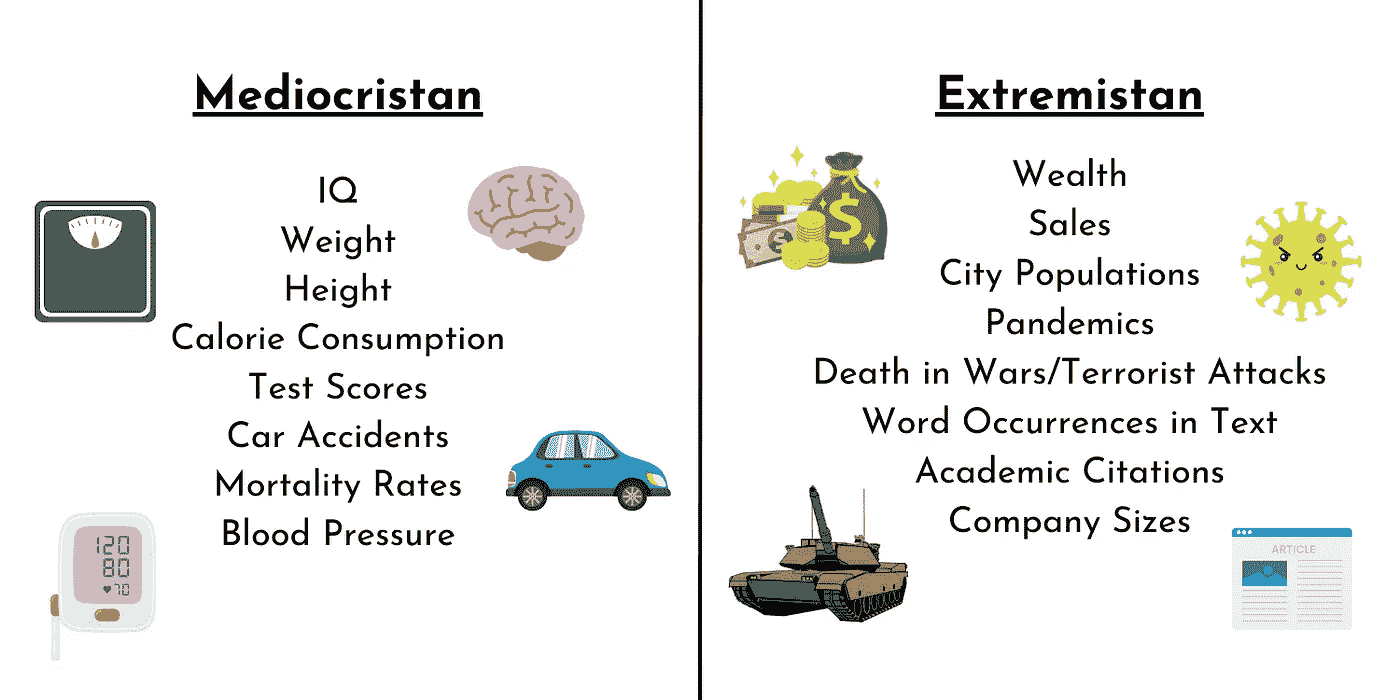 Mediocristan
IQ
Weight
Height
Calorie Consumption
Test Scores
Car Accidents
Mortality Rates
Blood Pressure
120
80
70
Extremistan
Wealth
Sales
City Populations
Pandemics
Death in Wars/Terrorist Attacks
Word Occurrences in Text
Academic Citations
Company Sizes
$
$
ARTICLE